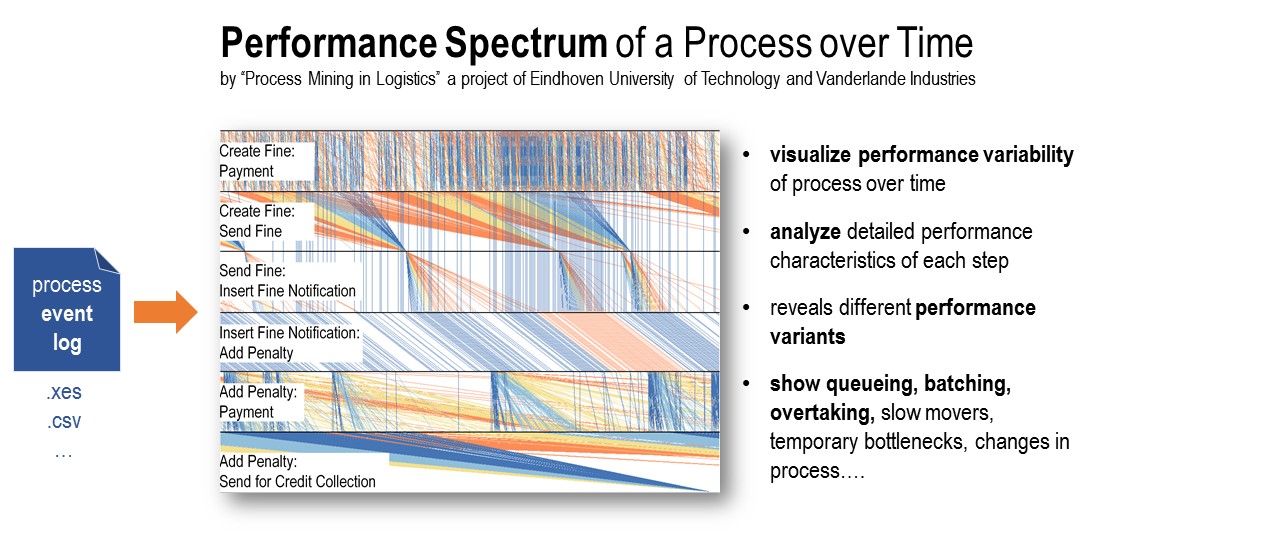 Performance Spectrum of a Process over Time
by “Process Mining in Logistics” a project of Eindhoven University of Technology and Vanderlande Industries
process
event
log
.xes
.csv
…
Create Fine:
Payment
Create Fine:
Send Fine
Send Fine:
Insert Fine Notification
Insert Fine Notification:
Add Penalty
Add Penalty:
Payment
Add Penalty:
Send for Credit Collection
• visualize performance variability
of process over time
• analyze detailed performance
characteristics of each step
• reveals different performance
variants
• show queueing, batching,
overtaking, slow movers,
temporary bottlenecks, changes in
process….